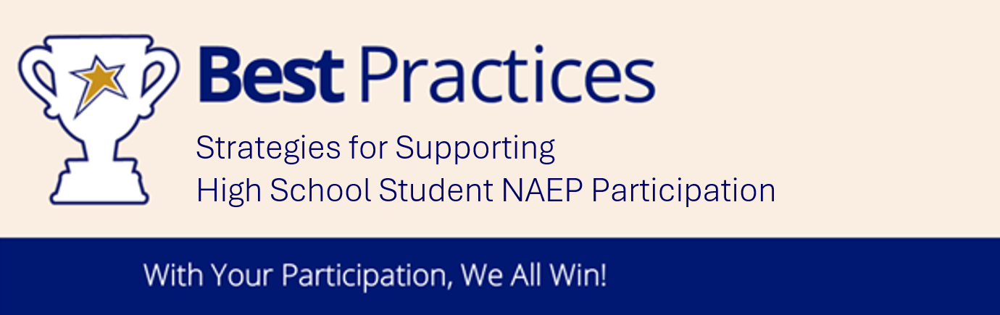 Best Practices
Strategies for Supporting
High School Student NAEP Participation
With Your Participation, We All Win!